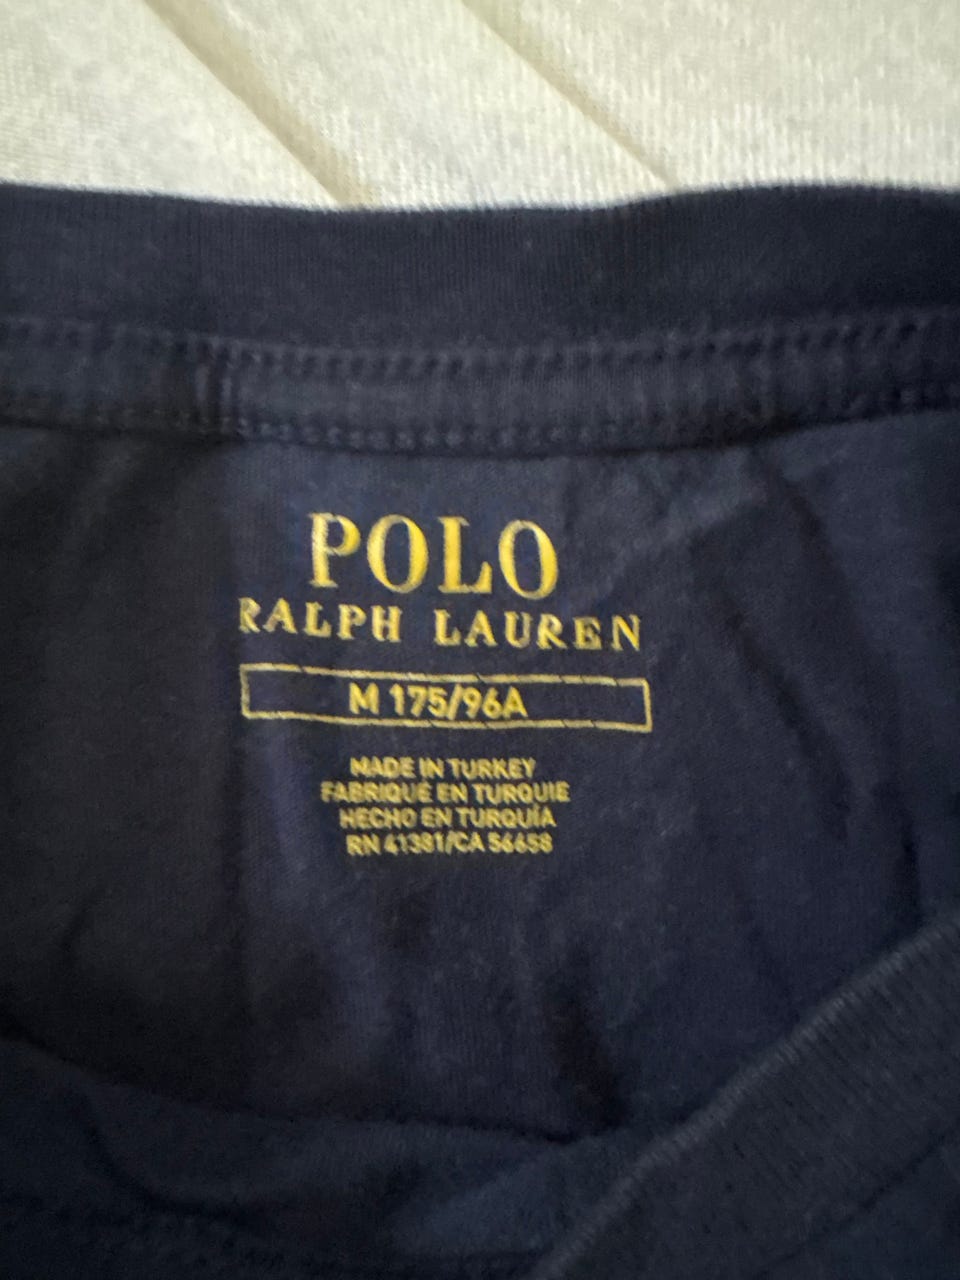 POLO
RALPH LAUREN
M 175/96A
MADE IN TURKEY
FABRIQUÉ EN TURQUIE
HECHO EN TURQUÍA
RN 41381/CA 56658